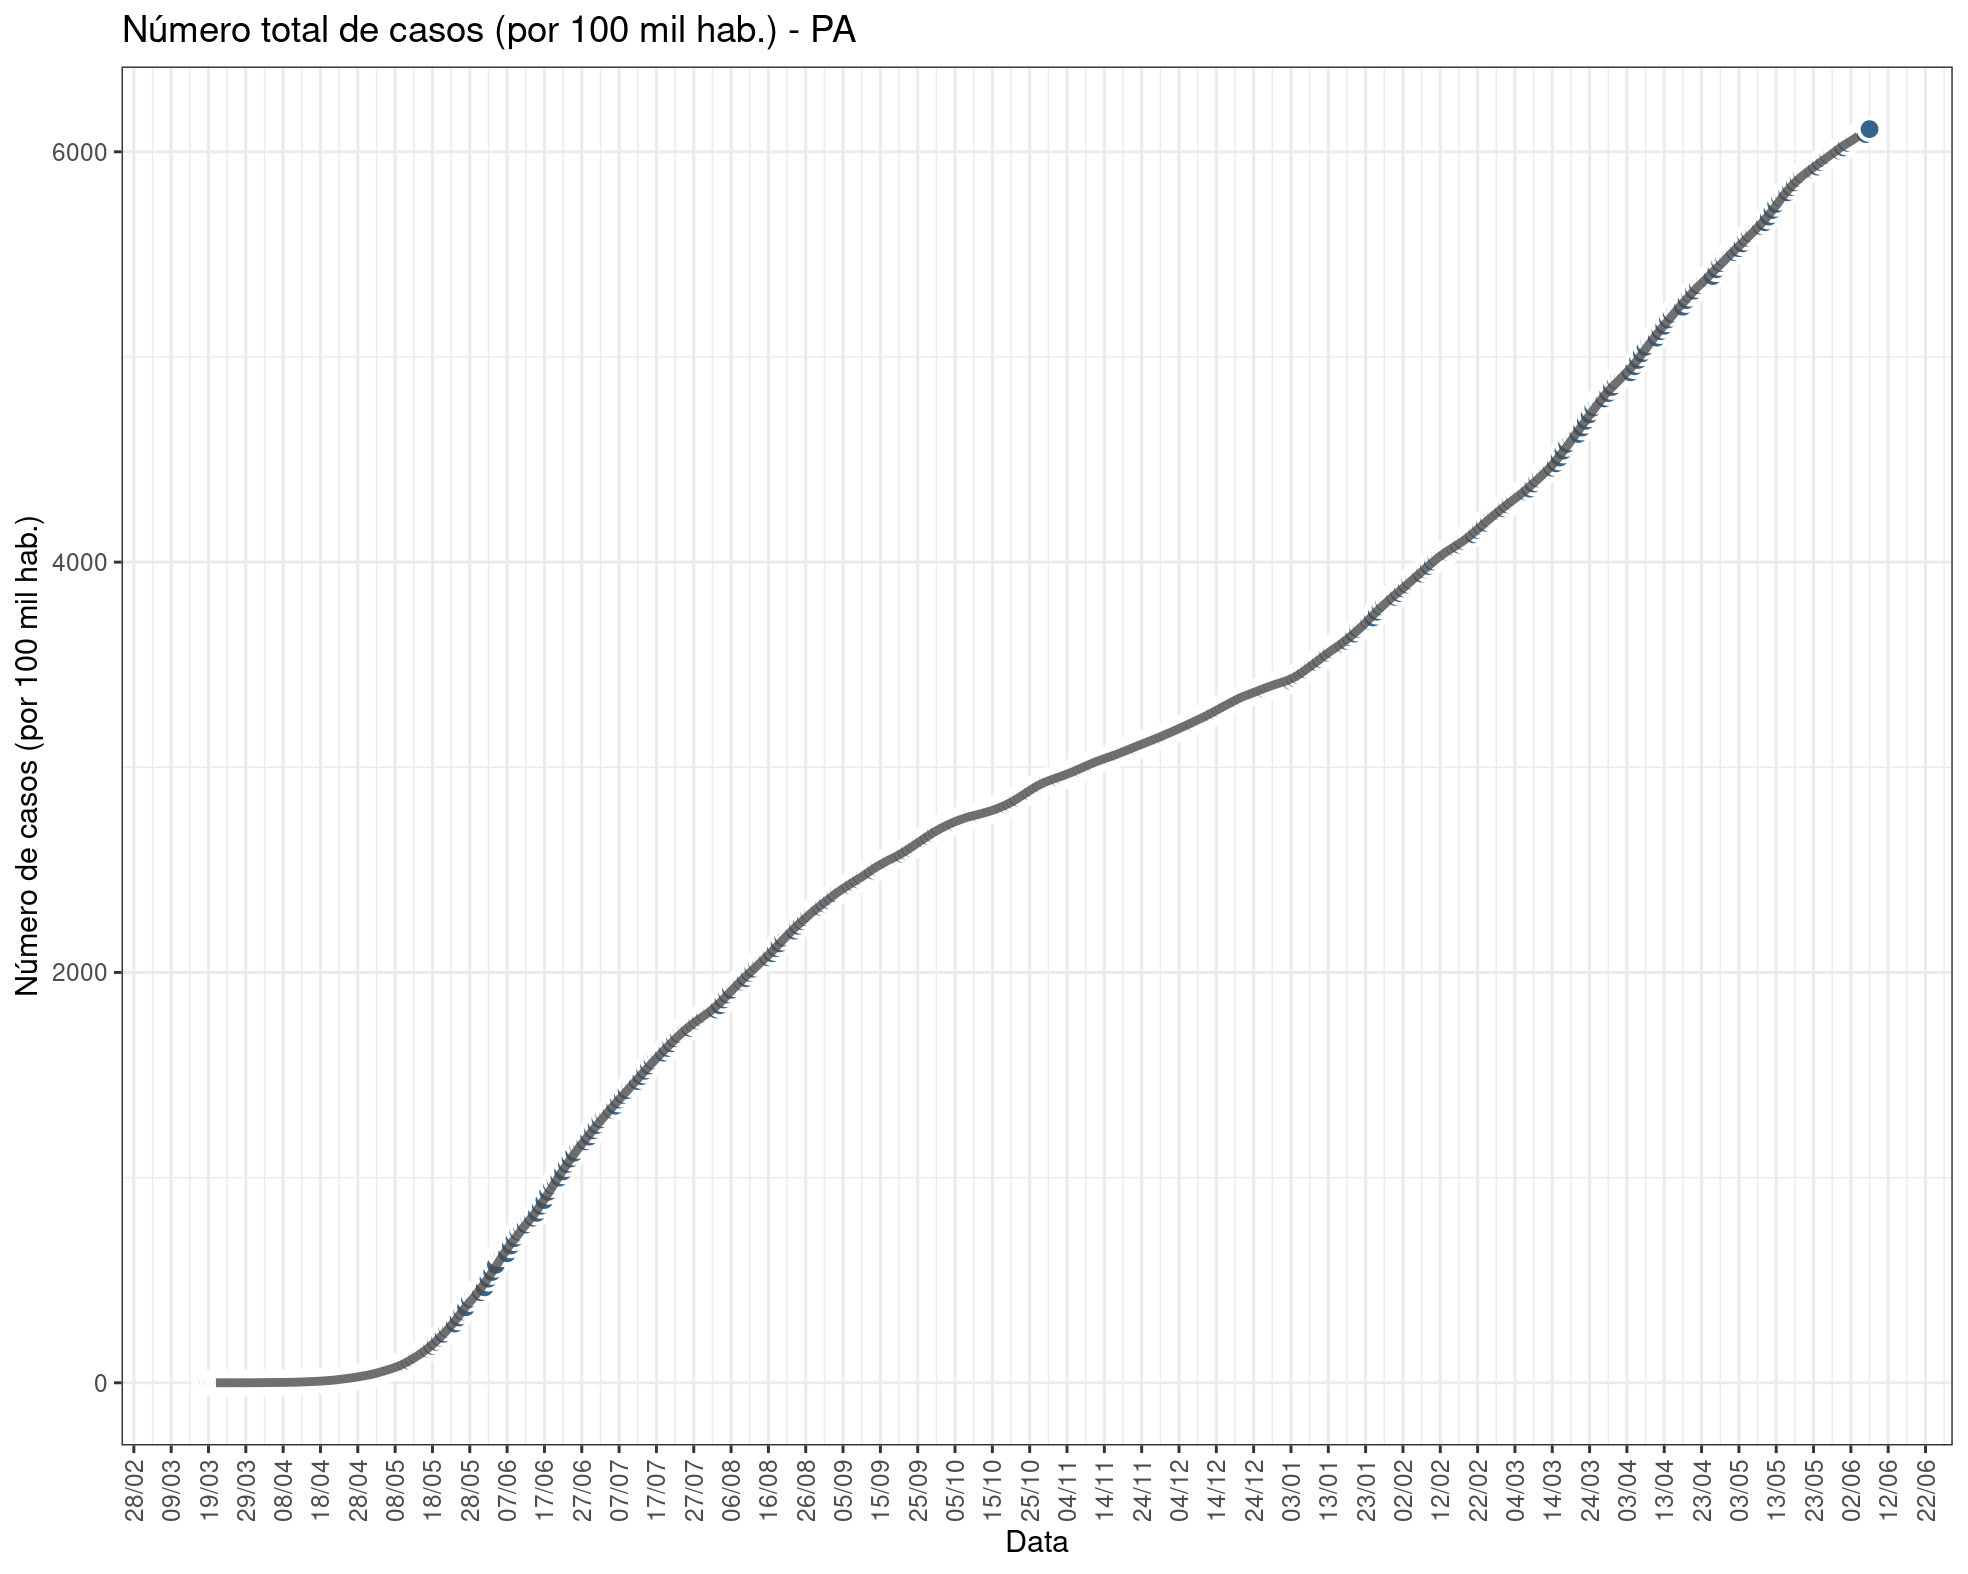 Número total de casos (por 100 mil hab.) - PA
Número de casos (por 100 mil hab.)
6000
4000
2000
0
28/02 09/03 19/03 29/03 08/04 18/04 28/04 08/05 18/05 28/05 07/06 17/06 27/06 07/07 17/07 27/07 06/08 16/08 26/08 05/09 15/09 25/09 05/10 15/10 25/10 04/11 14/11 24/11 04/12 14/12 24/12 03/01 13/01 23/01 02/02 12/02 22/02 04/03 14/03 24/03 03/04 13/04 23/04 03/05 13/05 23/05 02/06 12/06 22/06
Data